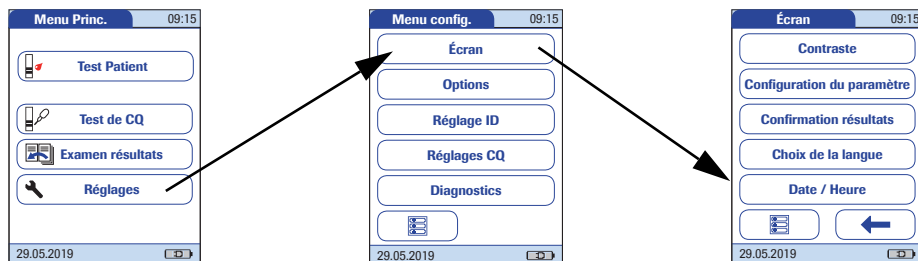 Menu Princ. 09:15
Test Patient
Test de CQ
Examen résultats
Réglages
29.05.2019
Menu config. 09:15
Écran
Options
Réglage ID
Réglages CQ
Diagnostics
29.05.2019
Écran 09:15
Contraste
Configuration du paramètre
Confirmation résultats
Choix de la langue
Date / Heure
29.05.2019